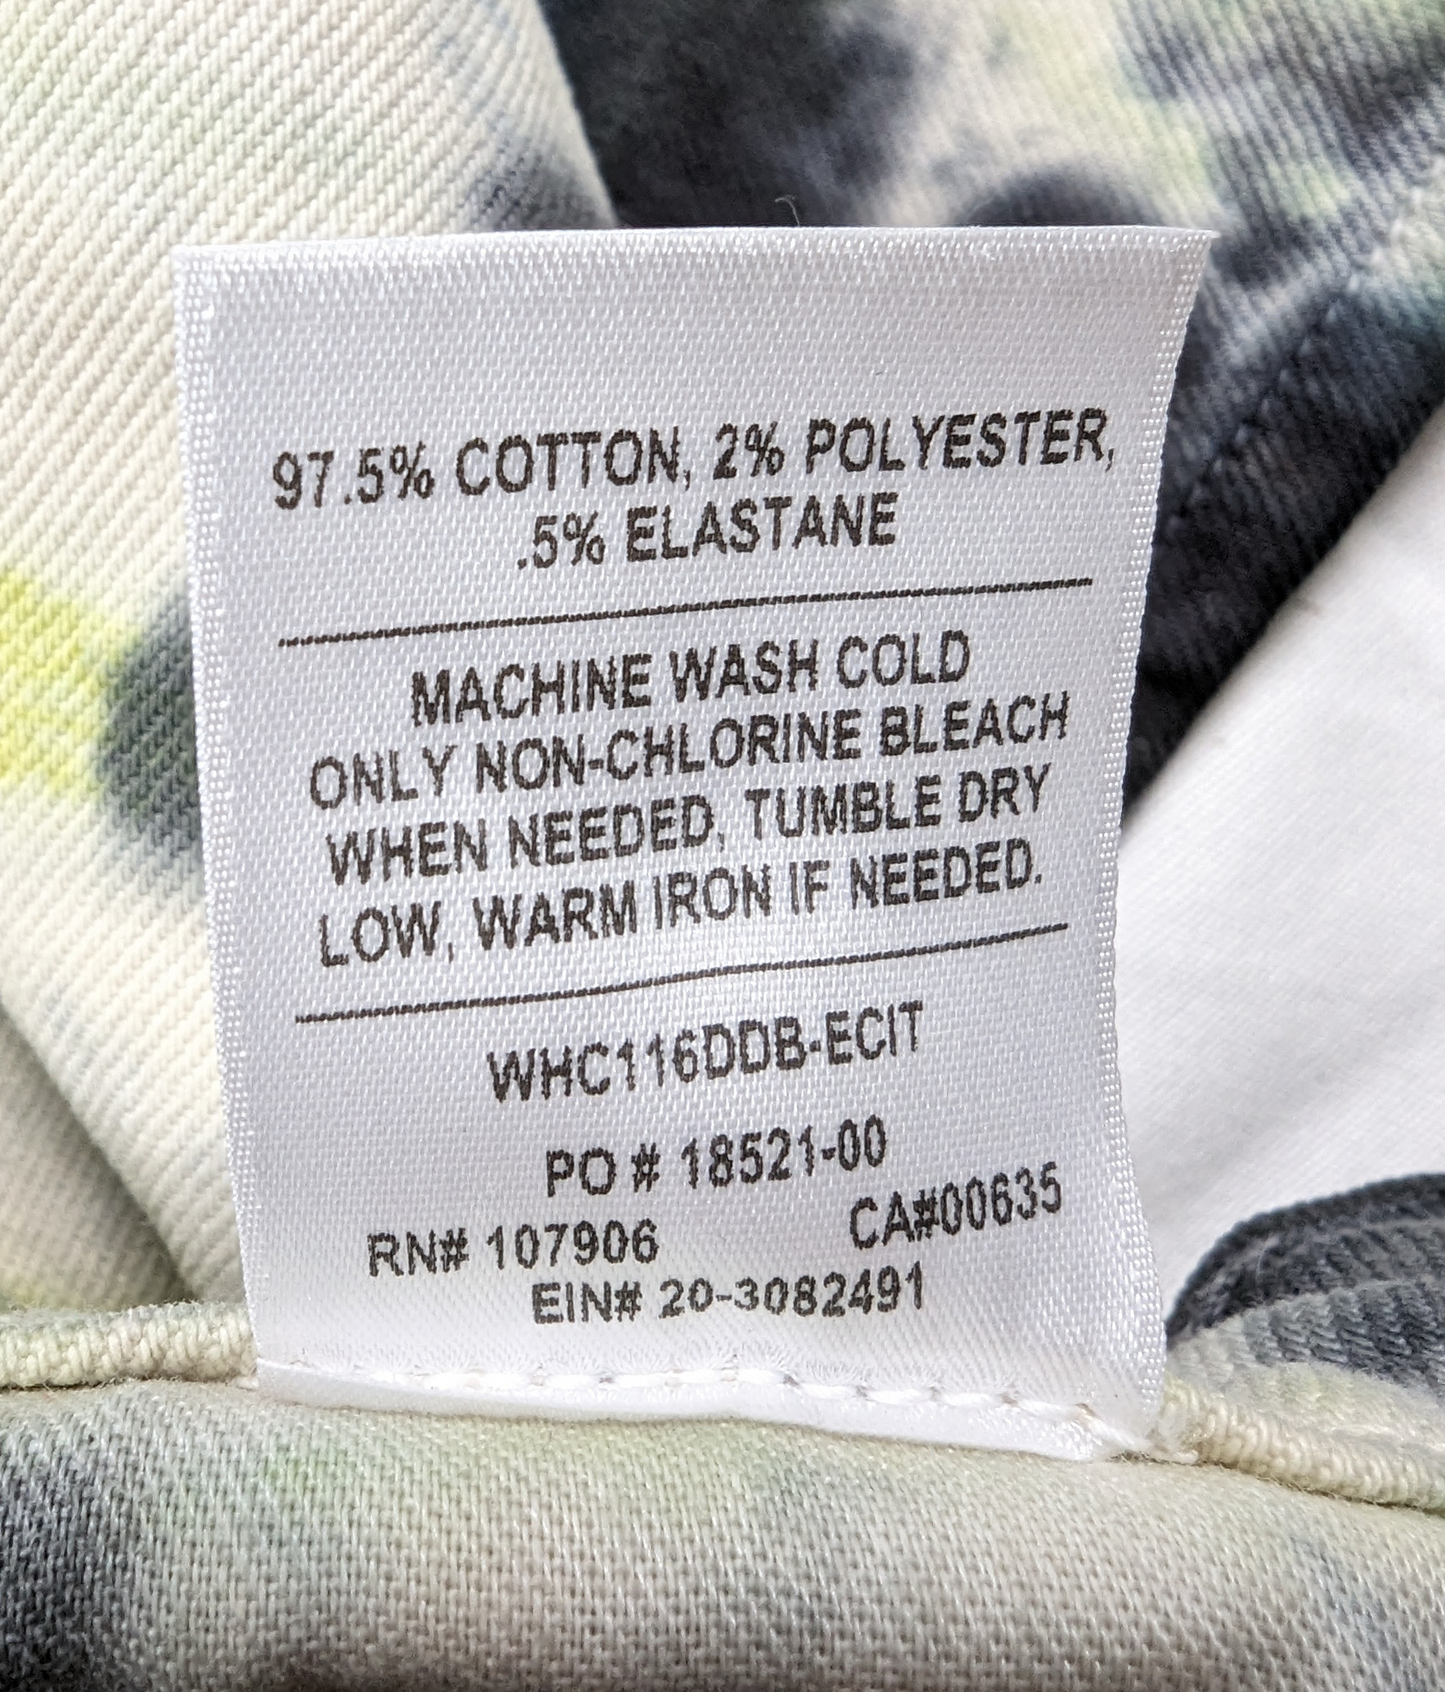 97.5% COTTON, 2% POLYESTER,
.5% ELASTANE
MACHINE WASH COLD
ONLY NON-CHLORINE BLEACH
WHEN NEEDED, TUMBLE DRY
LOW, WARM IRON IF NEEDED.
WHC116DDB-ECIT
PO # 18521-00
RN# 107906 CA#00635
EIN# 20-3082491